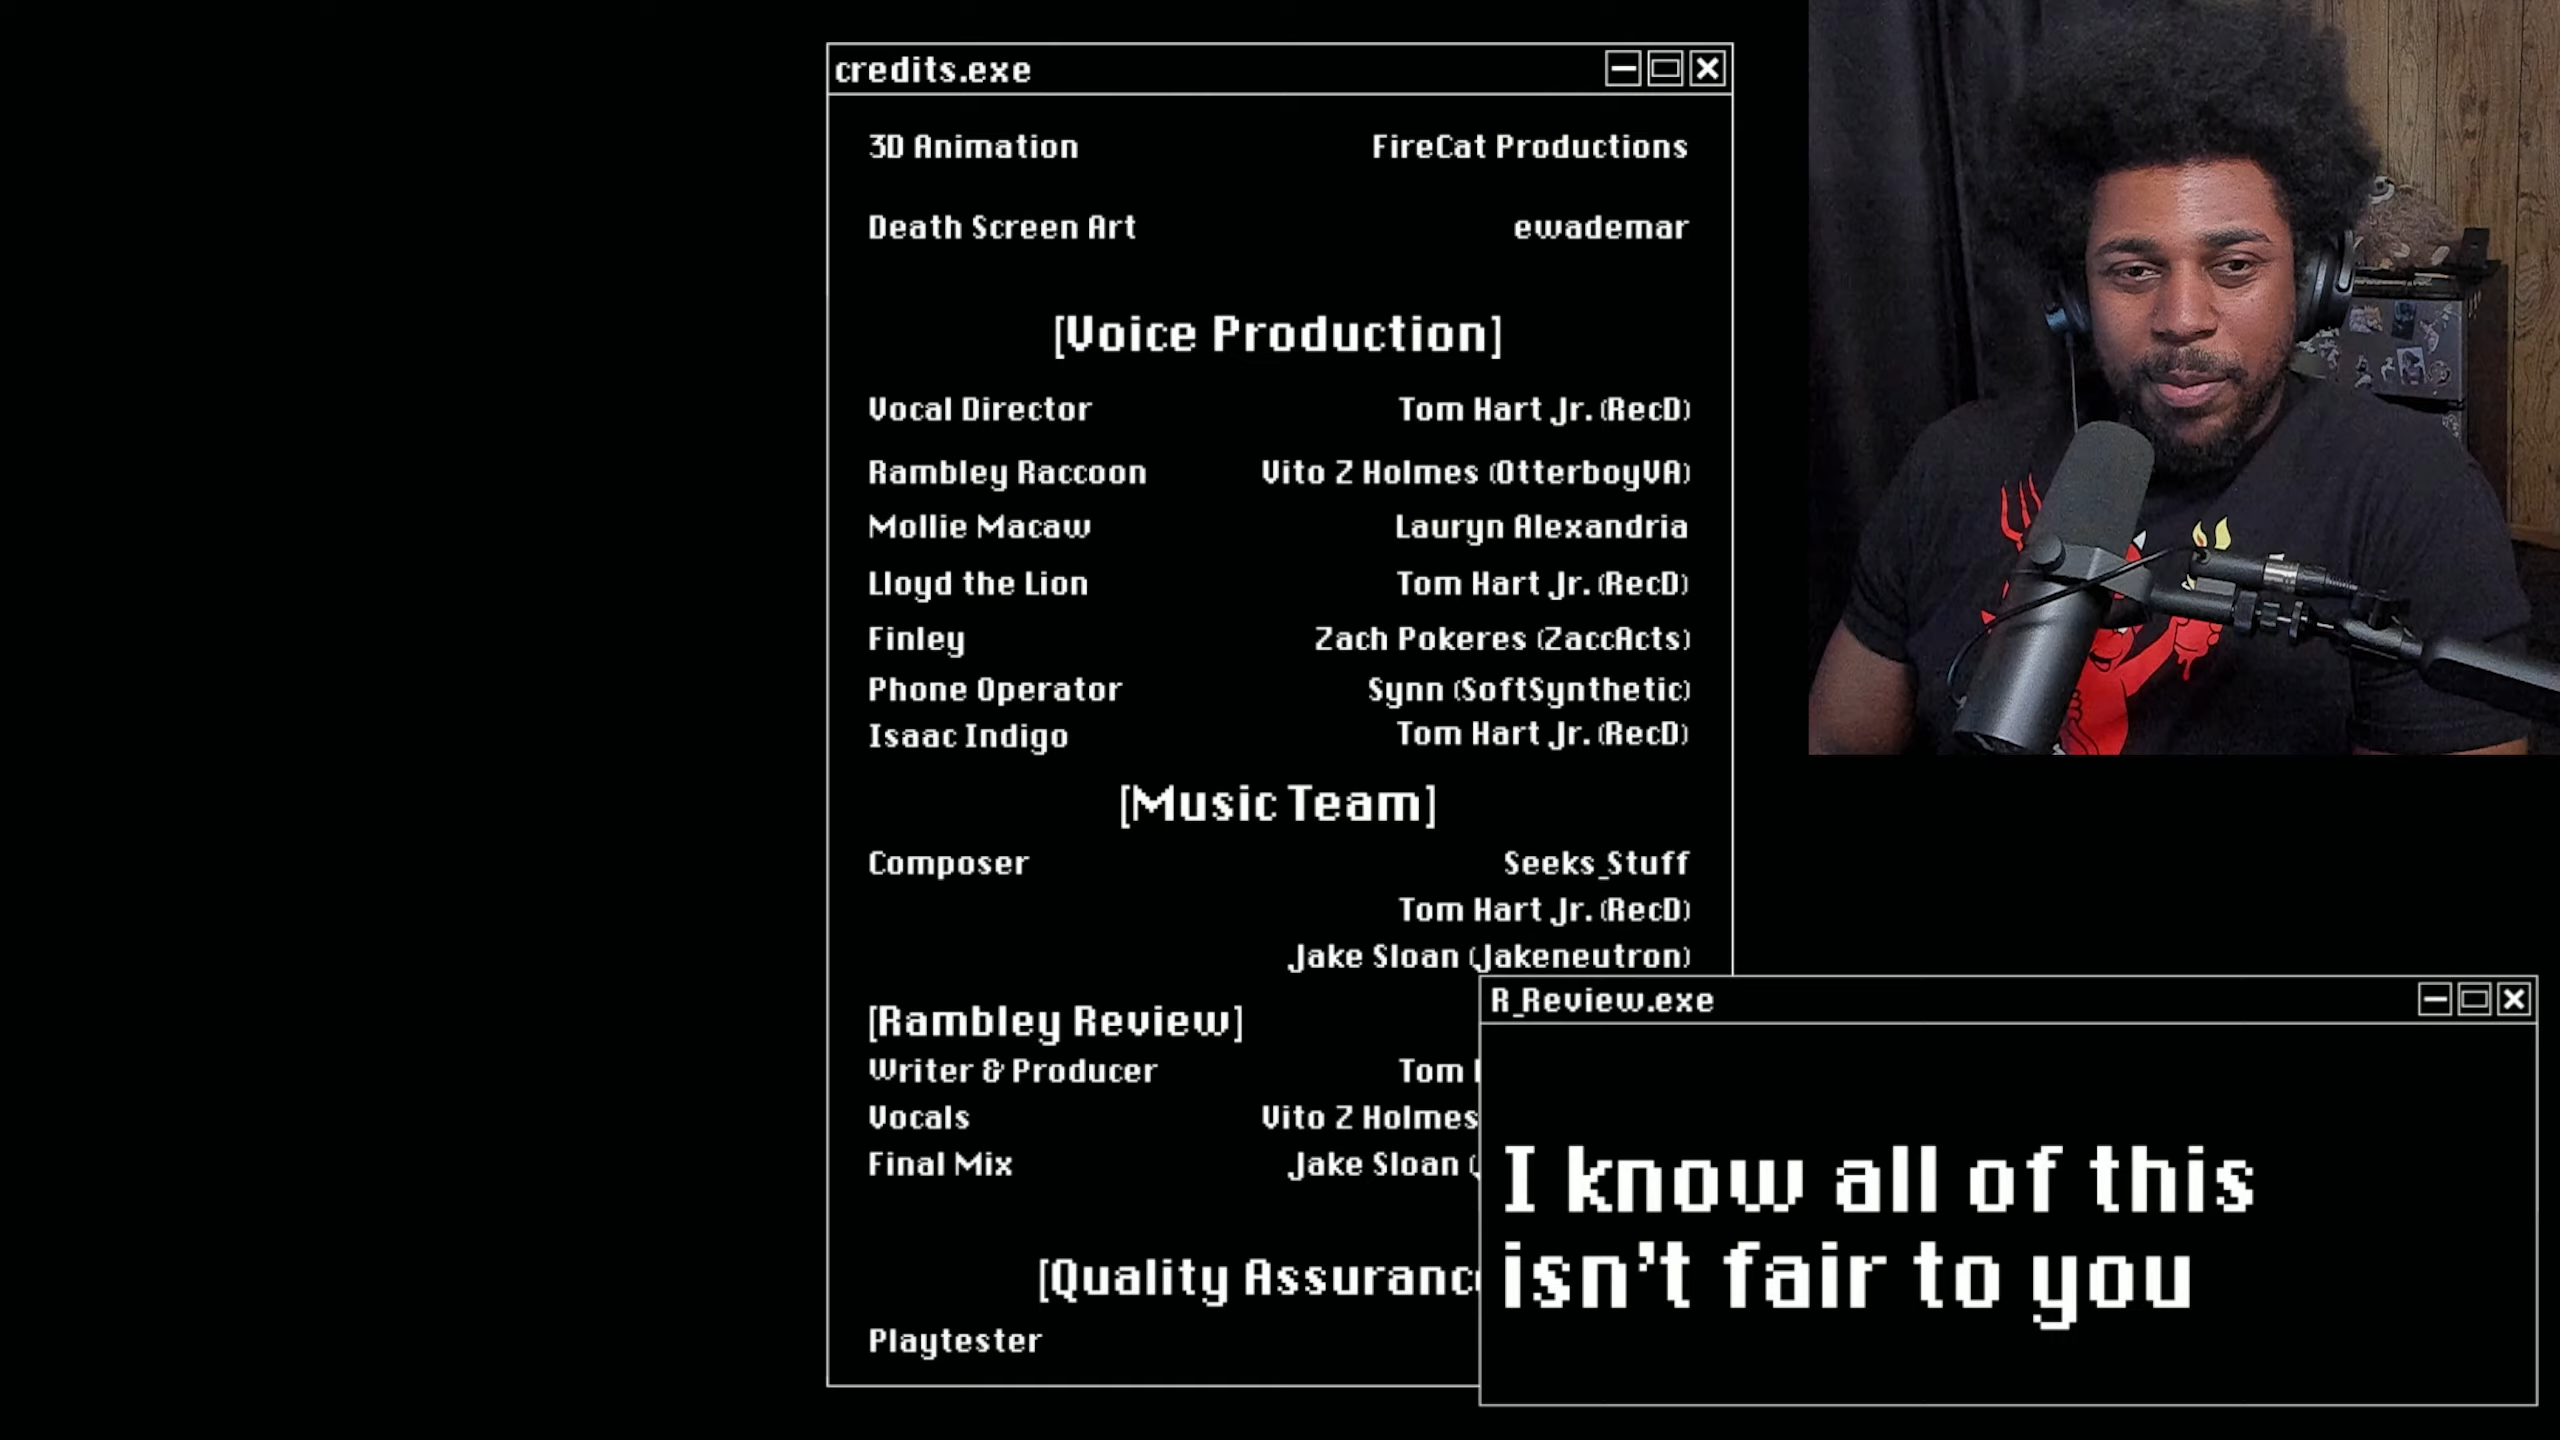 credits.exe
3D Animation FireCat Productions
Death Screen Art ewademar
[Voice Production]
Vocal Director Tom Hart Jr. (RecD)
Rambley Raccoon Vito Z Holmes (OtterboyVA)
Mollie Macaw Lauryn Alexandria
Lloyd the Lion Tom Hart Jr. (RecD)
Finley Zach Pokeres (ZaccActs)
Phone Operator Synn (SoftSynthetic)
Isaac Indigo Tom Hart Jr. (RecD)
[Music Team]
Composer Seeks_Stuff
Tom Hart Jr. (RecD)
Jake Sloan (Jakeneutron)
[Rambley Review]
Writer & Producer Tom
Vocals Vito Z Holmes
Final Mix Jake Sloan (
[Quality Assuranc
Playtester
R_Review.exe
I know all of this
isn't fair to you